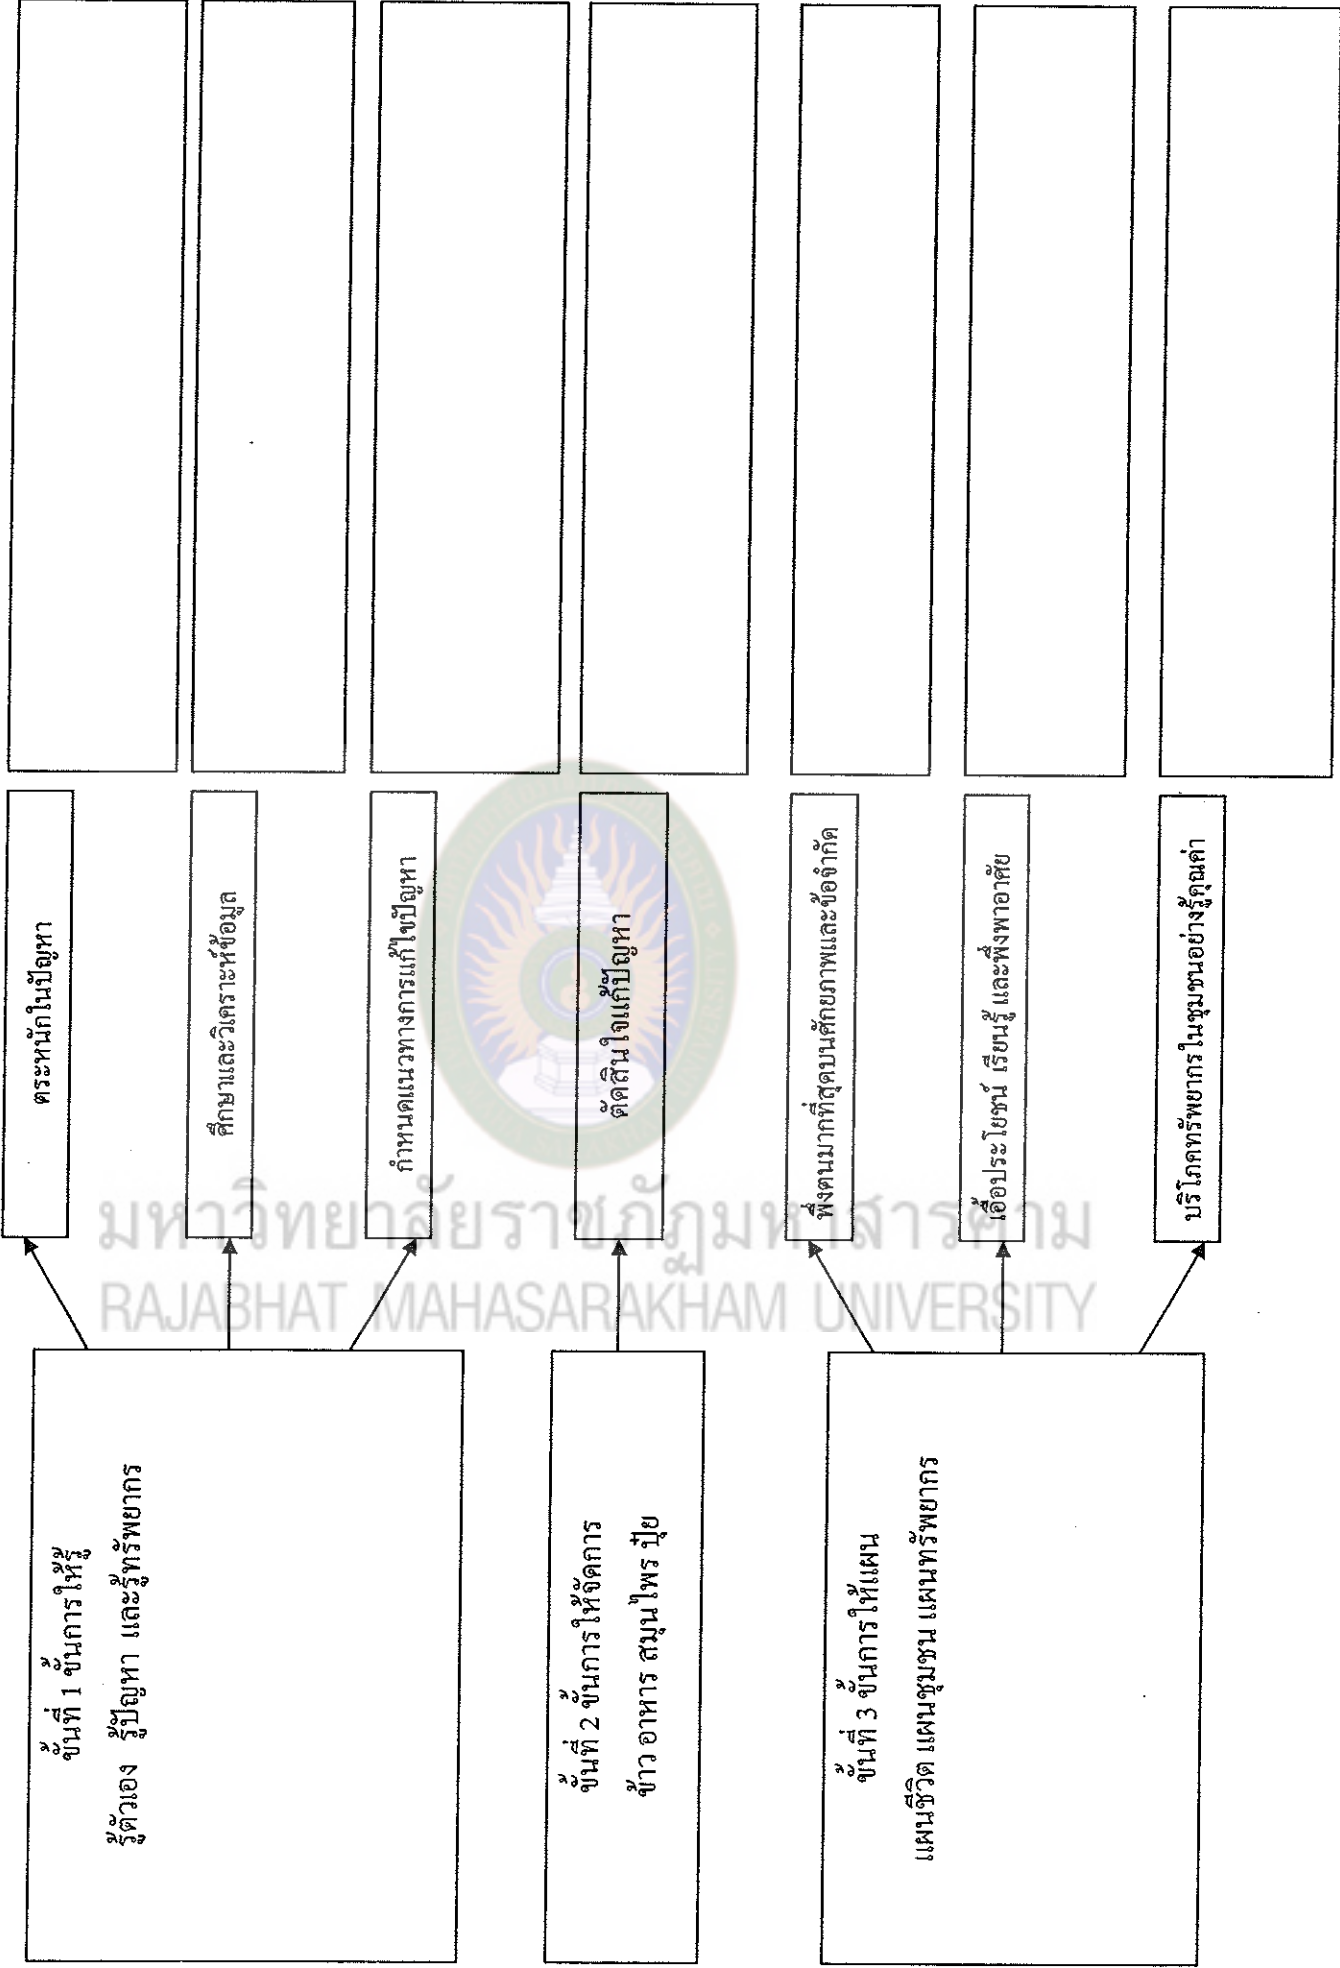 ขั้นที่ 1 ขั้นการให้รู้
รู้ตัวเอง รู้ปัญหา และรู้ทรัพยากร
ตระหนักในปัญหา
ศึกษาและวิเคราะห์ข้อมูล
กำหนดแนวทางการแก้ไขปัญหา
ขั้นที่ 2 ขั้นการให้จัดการ
ข้าว อาหาร สมุนไพร ปุ๋ย
ตัดสินใจแก้ปัญหา
ขั้นที่ 3 ขั้นการให้แผน
แผนชีวิต แผนชุมชน แผนทรัพยากร
พึ่งตนมากที่สุดบนศักยภาพและข้อจำกัด
เอื้อประโยชน์ เรียนรู้ และพึ่งพาอาศัย
บริโภคทรัพยากรในชุมชนอย่างรู้คุณค่า
มหาวิทยาลัยราชภัฏมหาสารคาม
RAJABHAT MAHASARAKHAM UNIVERSITY